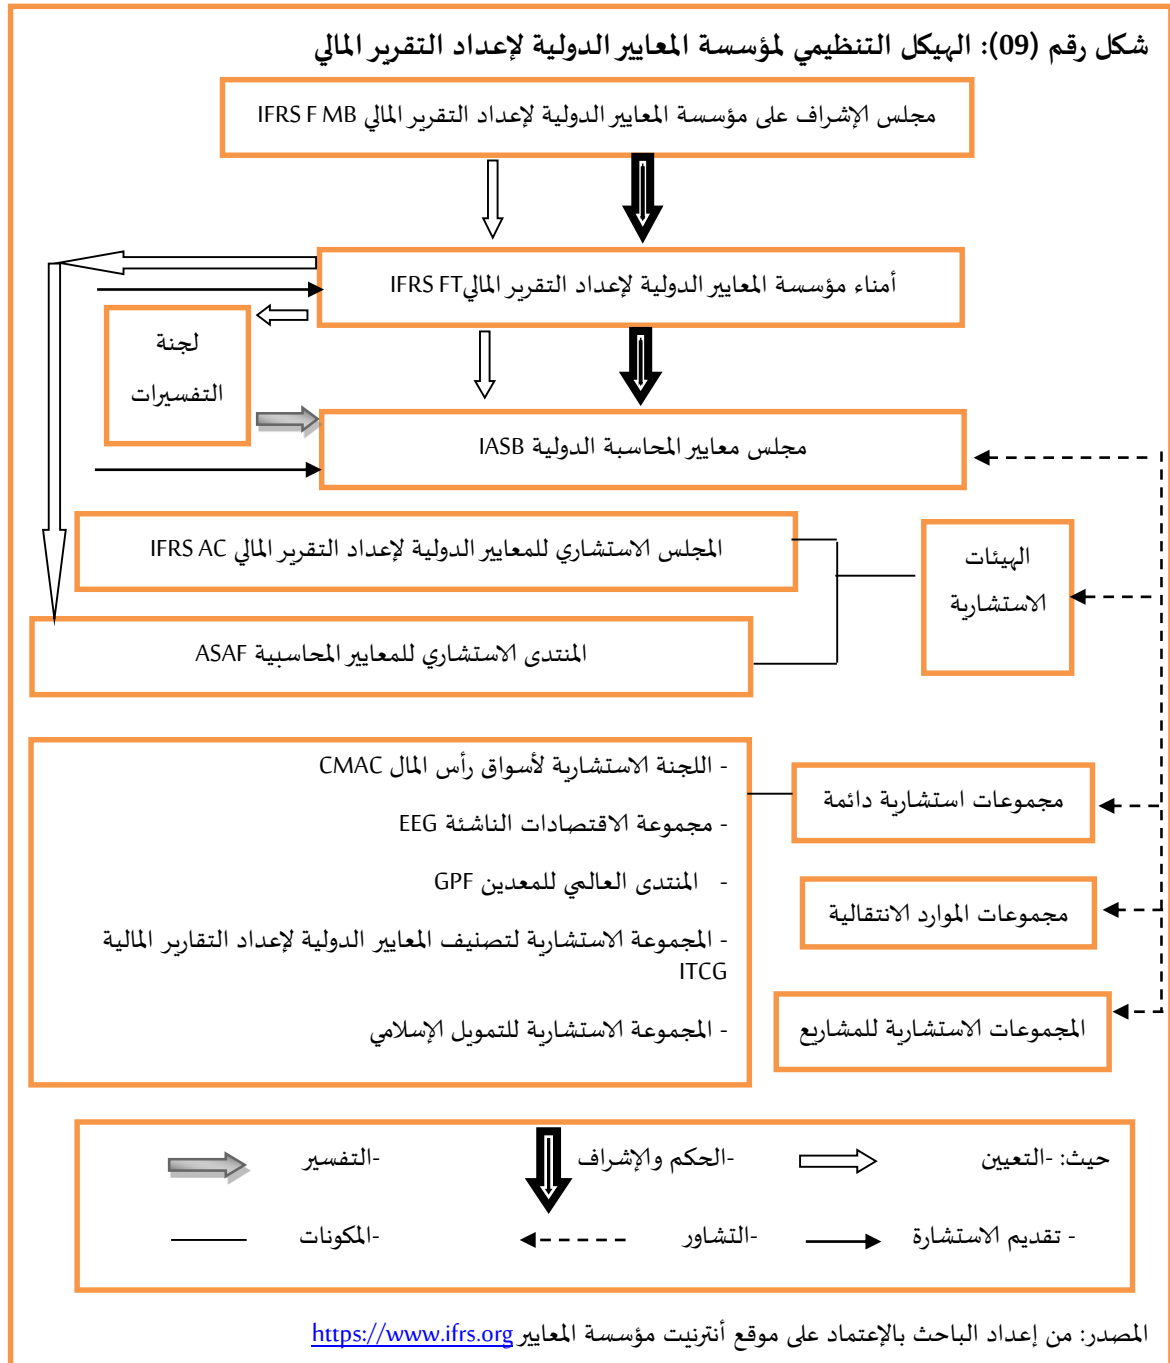 شكل رقم (09): الهيكل التنظيمي لمؤسسة المعايير الدولية لإعداد التقرير المالي
مجلس الإشراف على مؤسسة المعايير الدولية لإعداد التقرير المالي IFRS F MB
أمناء مؤسسة المعايير الدولية لإعداد التقرير المالي IFRS FT
لجنة
التفسيرات
مجلس معايير المحاسبة الدولية IASB
المجلس الاستشاري للمعايير الدولية لإعداد التقرير المالي IFRS AC
الهيئات
الاستشارية
المنتدى الاستشاري للمعايير المحاسبية ASAF
مجموعات استشارية دائمة
- اللجنة الاستشارية لأسواق رأس المال CMAC
- مجموعة الاقتصادات الناشئة EEG
- المنتدى العالمي للمعدين GPF
- المجموعة الاستشارية لتصنيف المعايير الدولية لإعداد التقارير المالية
ITCG
- المجموعة الاستشارية للتمويل الإسلامي
مجموعات الموارد الانتقالية
المجموعات الاستشارية للمشاريع
حيث: -التعيين -الحكم والإشراف -التفسير
- تقديم الاستشارة -التشاور -المكونات
المصدر: من إعداد الباحث بالإعتماد على موقع أنترنيت مؤسسة المعايير https://www.ifrs.org